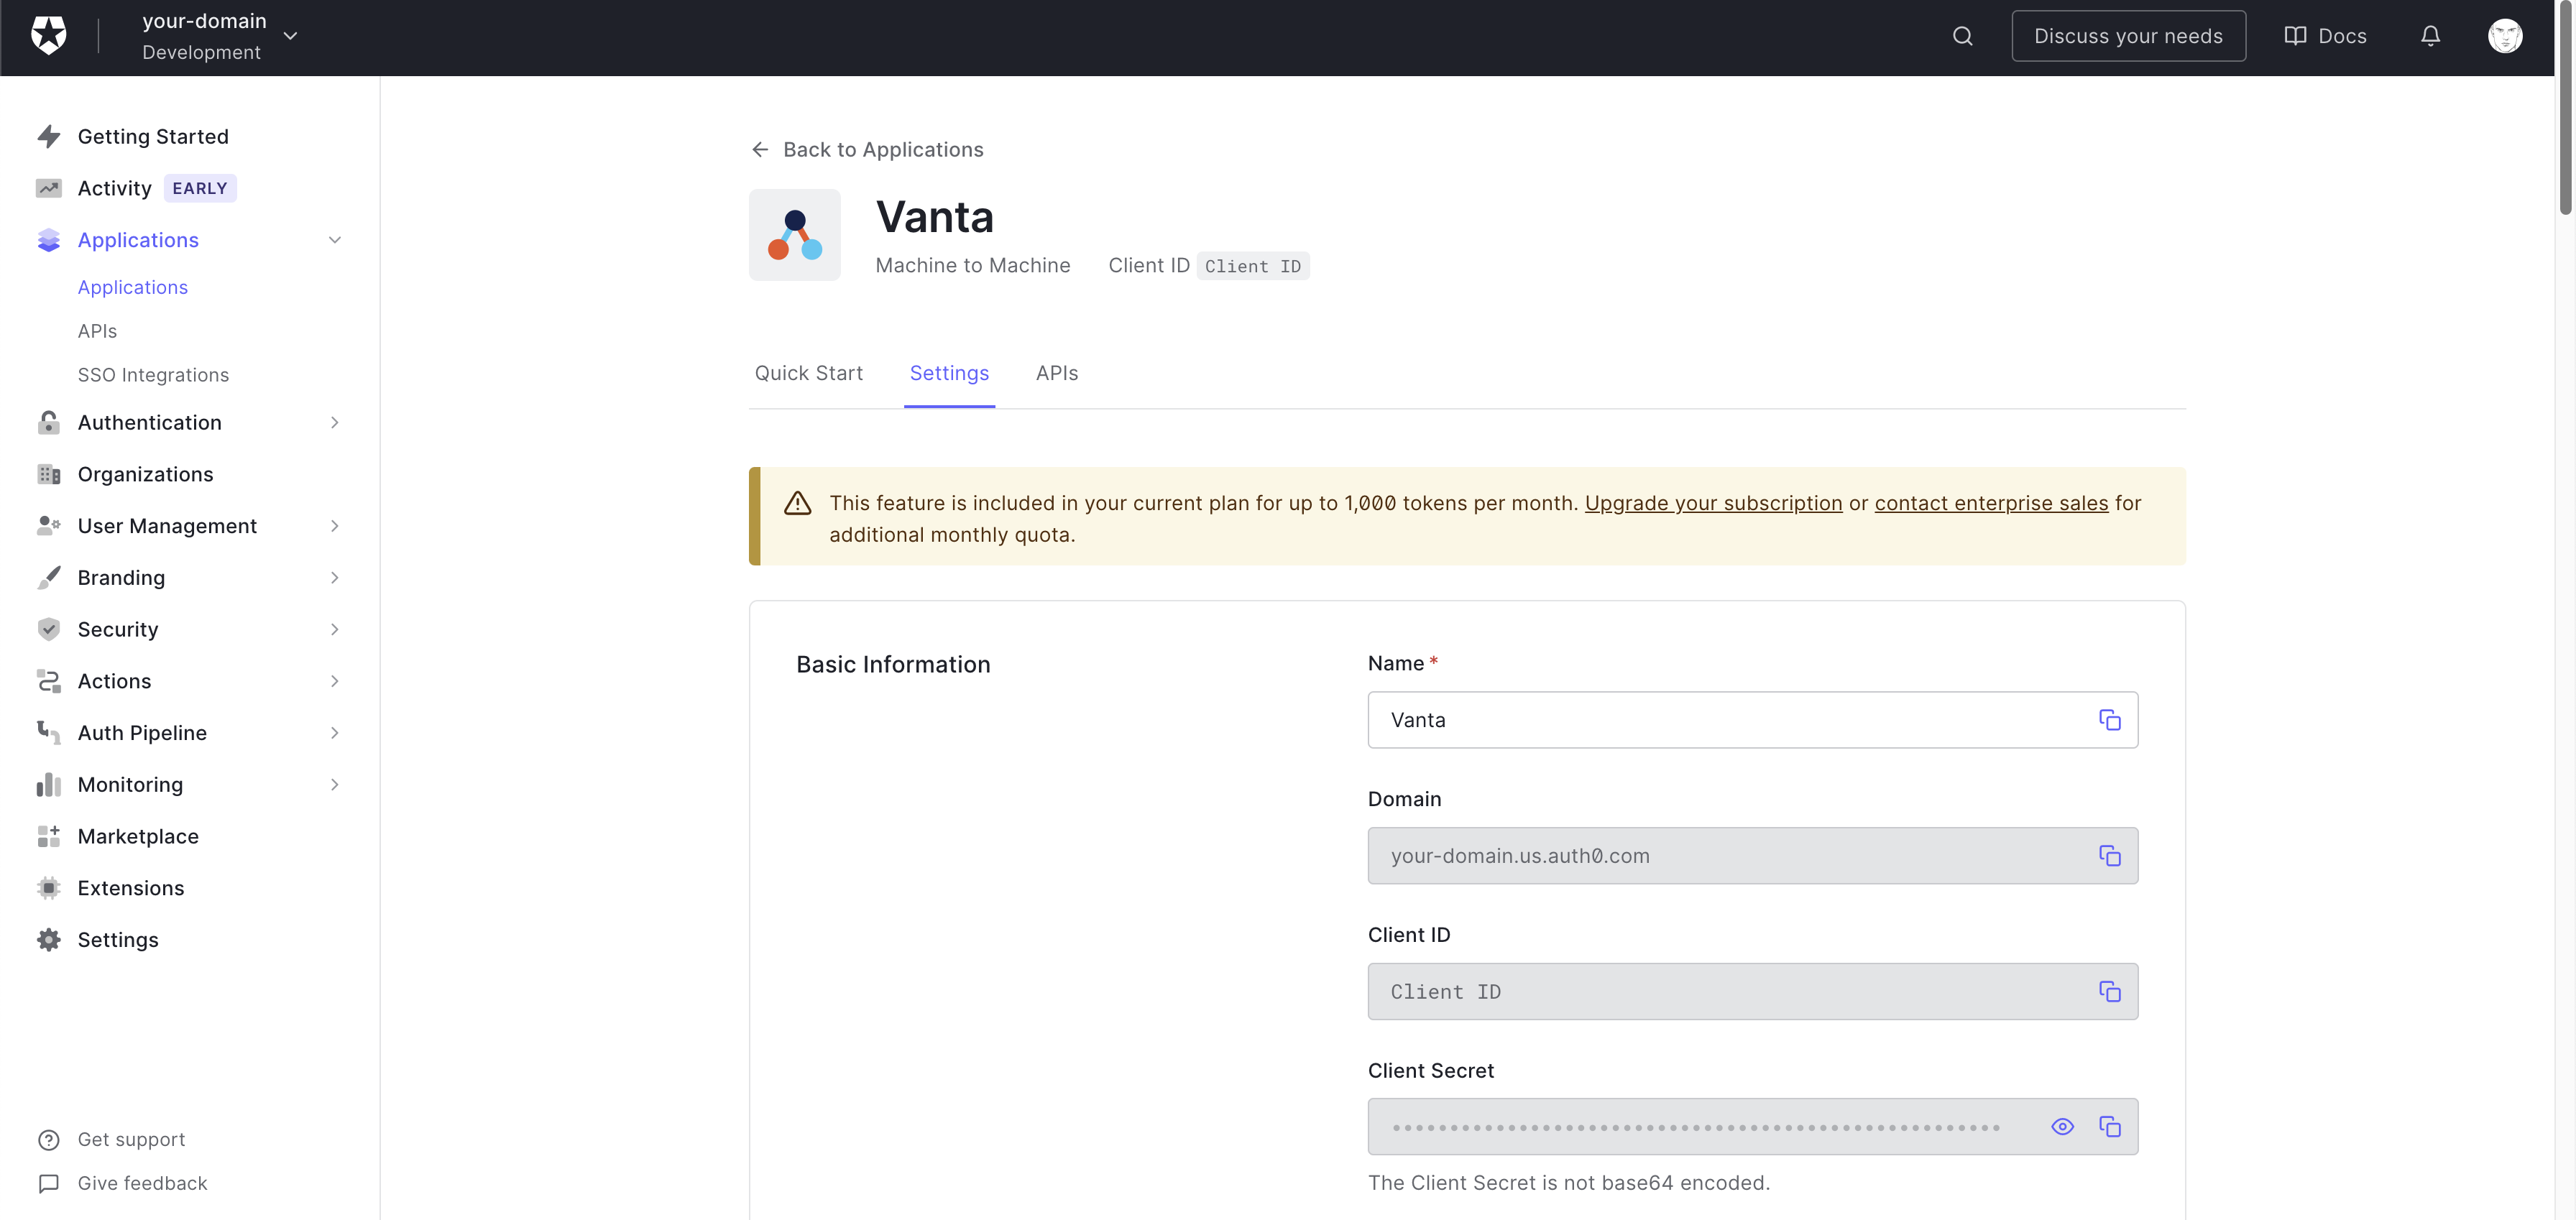 your-domain
Development
Discuss your needs
Docs
Getting Started
Activity EARLY
Applications
Applications
APIs
SSO Integrations
Authentication
Organizations
User Management
Branding
Security
Actions
Auth Pipeline
Monitoring
Marketplace
Extensions
Settings
Get support
Give feedback
Back to Applications
Vanta
Machine to Machine Client ID Client ID
Quick Start Settings APIs
This feature is included in your current plan for up to 1,000 tokens per month. Upgrade your subscription or contact enterprise sales for
additional monthly quota.
Basic Information
Name *
Vanta
Domain
your-domain.us.auth0.com
Client ID
Client ID
Client Secret
The Client Secret is not base64 encoded.